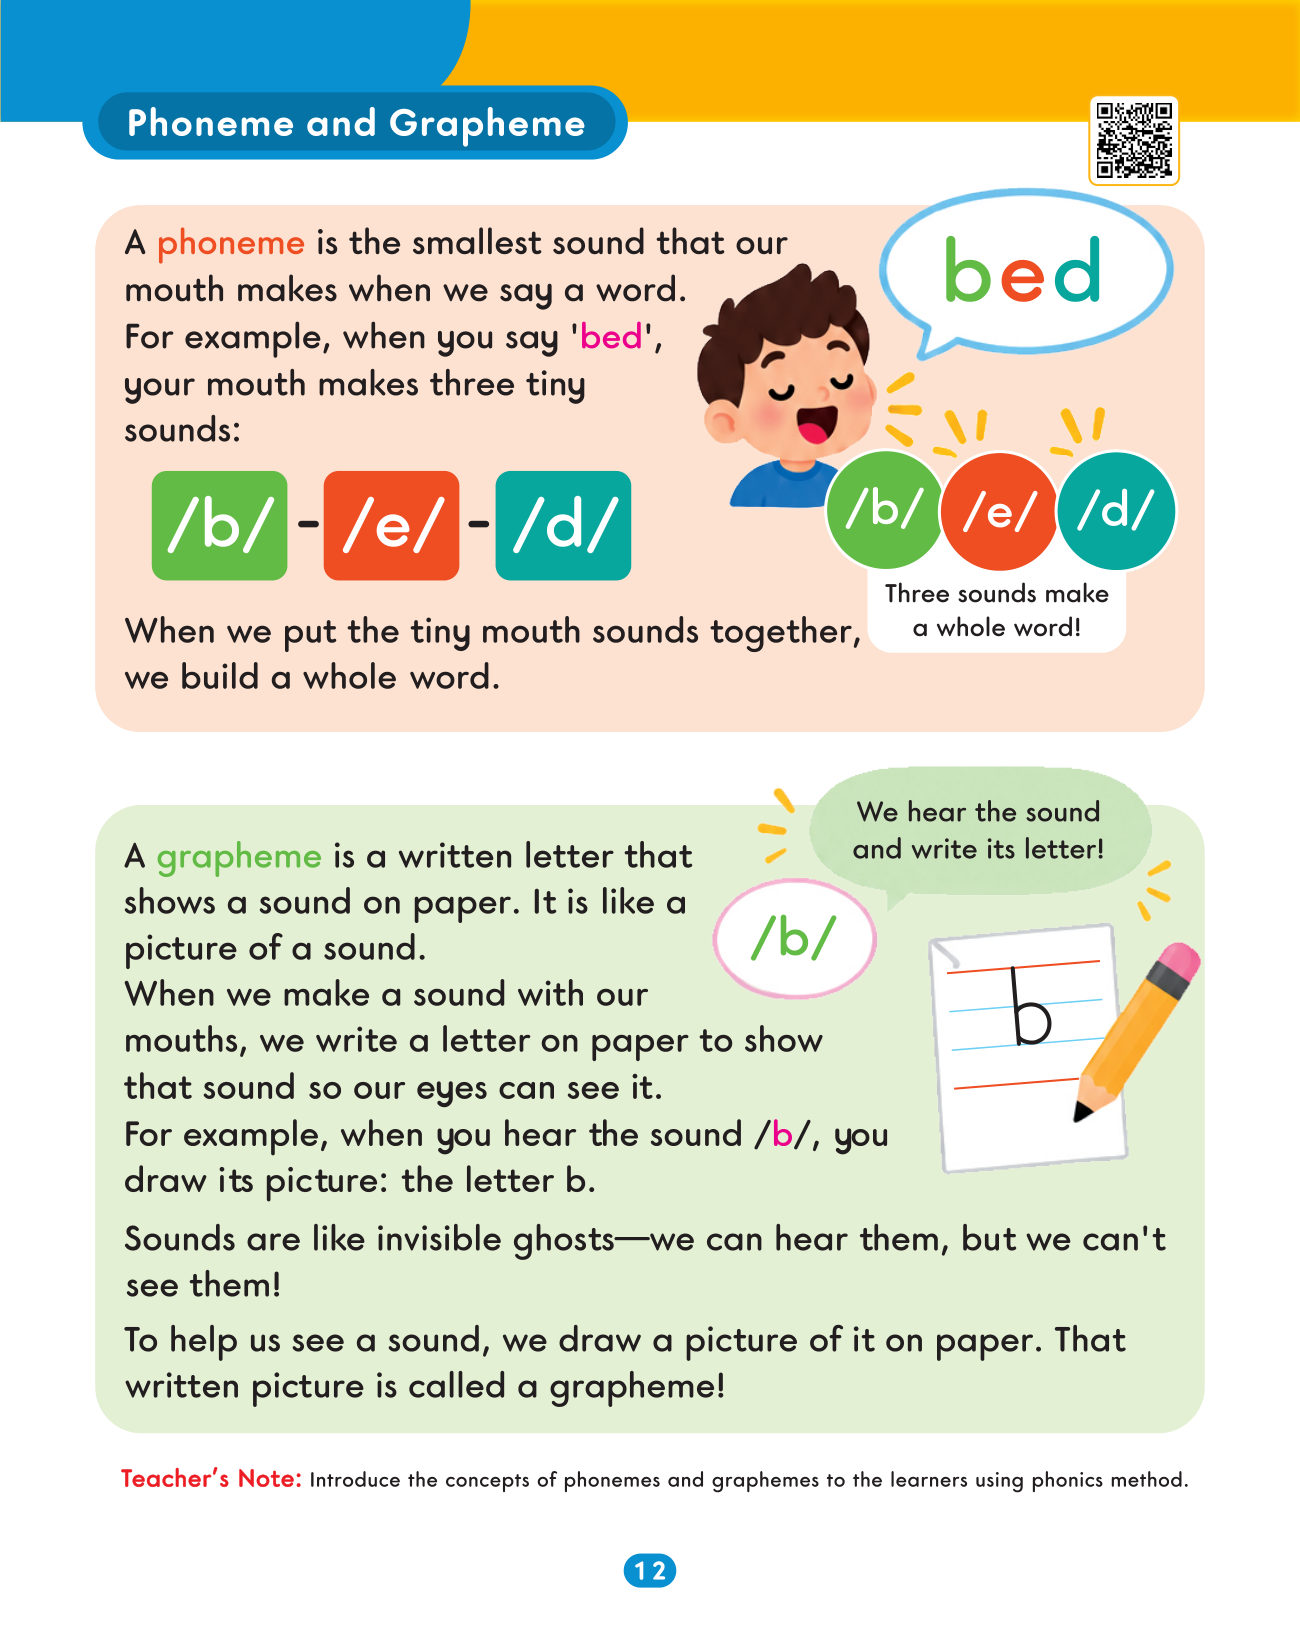 Phoneme and Grapheme
A phoneme is the smallest sound that our
mouth makes when we say a word.
For example, when you say 'bed',
your mouth makes three tiny
sounds:
/b/ - /e/ - /d/
bed
/b/ /e/ /d/
Three sounds make
a whole word!
When we put the tiny mouth sounds together,
we build a whole word.
We hear the sound
and write its letter!
A grapheme is a written letter that
shows a sound on paper. It is like a
picture of a sound.
When we make a sound with our
mouths, we write a letter on paper to show
that sound so our eyes can see it.
For example, when you hear the sound /b/, you
draw its picture: the letter b.
/b/
b
Sounds are like invisible ghosts—we can hear them, but we can't
see them!
To help us see a sound, we draw a picture of it on paper. That
written picture is called a grapheme!
Teacher's Note: Introduce the concepts of phonemes and graphemes to the learners using phonics method.
12